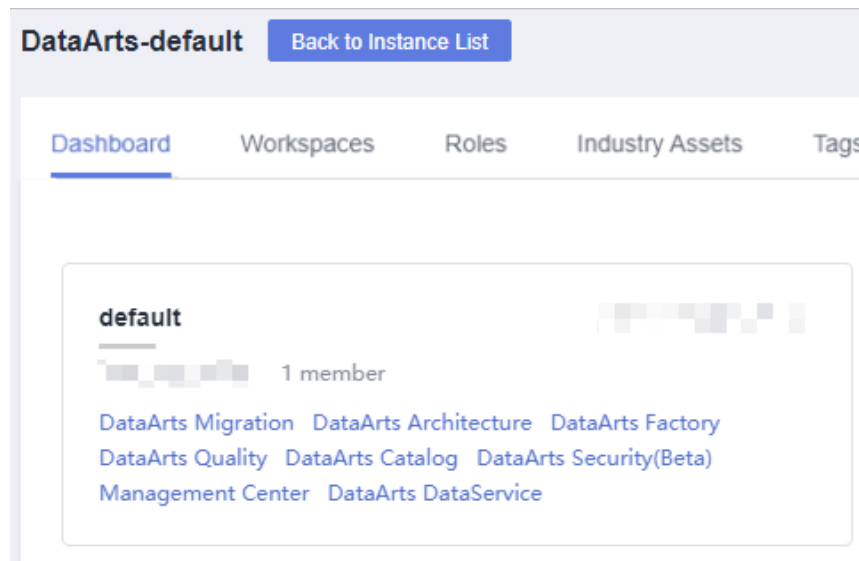 DataArts-default Back to Instance List
Dashboard Workspaces Roles Industry Assets Tags
default
1 member
DataArts Migration DataArts Architecture DataArts Factory
DataArts Quality DataArts Catalog DataArts Security(Beta)
Management Center DataArts DataService